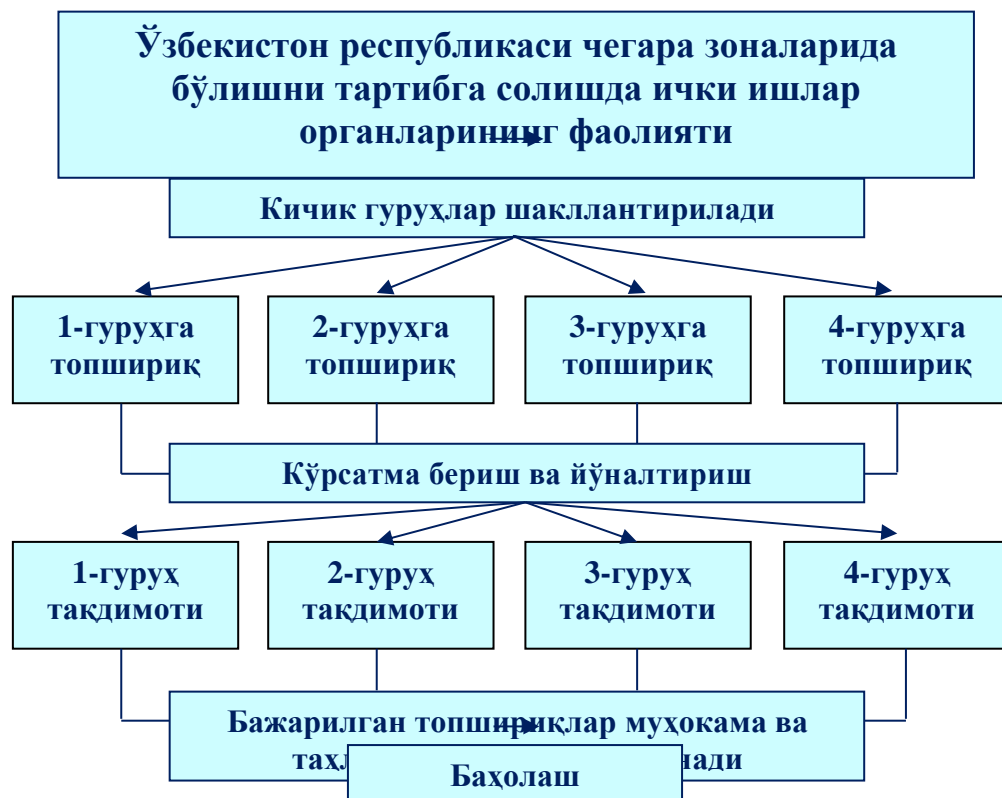 Ўзбекистон республикаси чегара зоналарида
бўлишни тартибга солишда ички ишлар
органларининг фаолияти
Кичик гуруҳлар шакллантирилади
1-гуруҳга
топшириқ
2-гуруҳга
топшириқ
3-гуруҳга
топшириқ
4-гуруҳга
топшириқ
Кўрсатма бериш ва йўналтириш
1-гуруҳ
тақдимоти
2-гуруҳ
тақдимоти
3-гуруҳ
тақдимоти
4-гуруҳ
тақдимоти
Бажарилган топшириқлар муҳокама ва
Баҳолаш